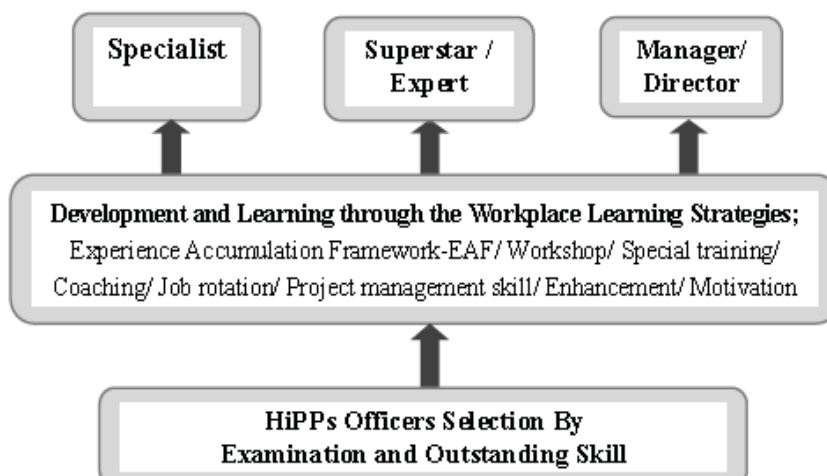 Specialist
Superstar /
Expert
Manager/
Director
Development and Learning through the Workplace Learning Strategies;
Experience Accumulation Framework-EAF/ Workshop/ Special training/
Coaching/ Job rotation/ Project management skill/ Enhancement/ Motivation
HiPPs Officers Selection By
Examination and Outstanding Skill